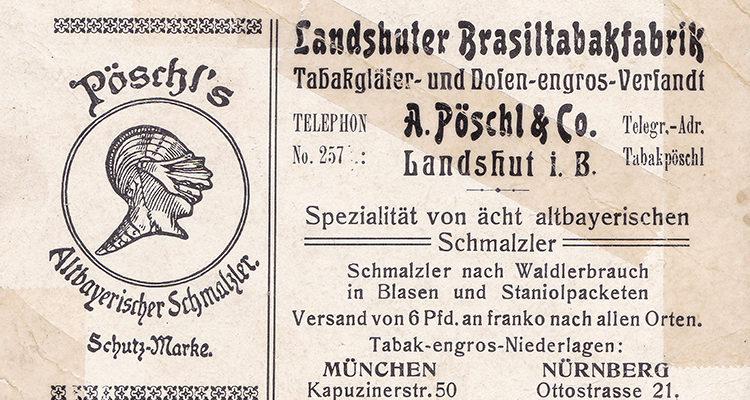 Pöschl's
Altbayerischer Schmalzler.
Schutz-Marke.
Landshuter Brasiltabakfabrik
Tabakgläser- und Dosen-engros-Versandt
TELEPHON
No. 257 :
A. Pöschl & Co.
Landshut i. B.
Telegr.-Adr.
Tabakpöschl
Spezialität von ächt altbayerischen
Schmalzler
Schmalzler nach Waldlerbrauch
in Blasen und Staniolpacketen
Versand von 6 Pfd. an franko nach allen Orten.
Tabak-engros-Niederlagen:
MÜNCHEN
Kapuzinerstr. 50
NÜRNBERG
Ottostrasse 21.